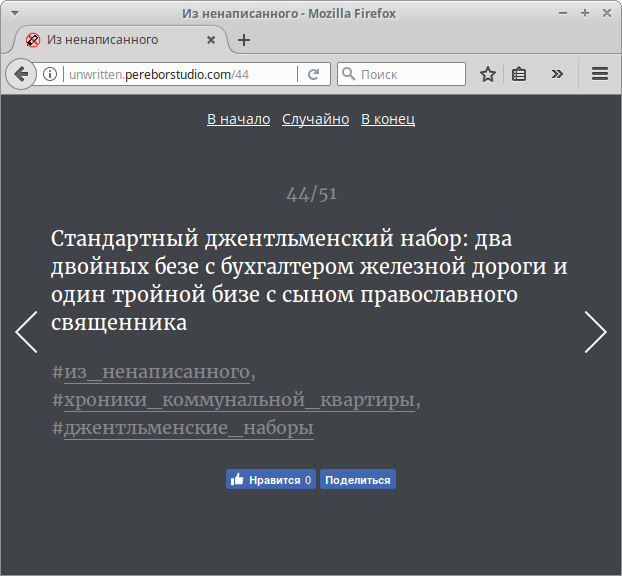 Из ненаписанного - Mozilla Firefox
Из ненаписанного
unwritten.pereborstudio.com/44
Поиск
В начало Случайно В конец
44/51
Стандартный джентльменский набор: два
двойных безе с бухгалтером железной дороги и
один тройной бизе с сыном православного
священника
#из_ненаписанного,
#хроники_коммунальной_квартиры,
#джентльменские_наборы
Нравится 0 Поделиться